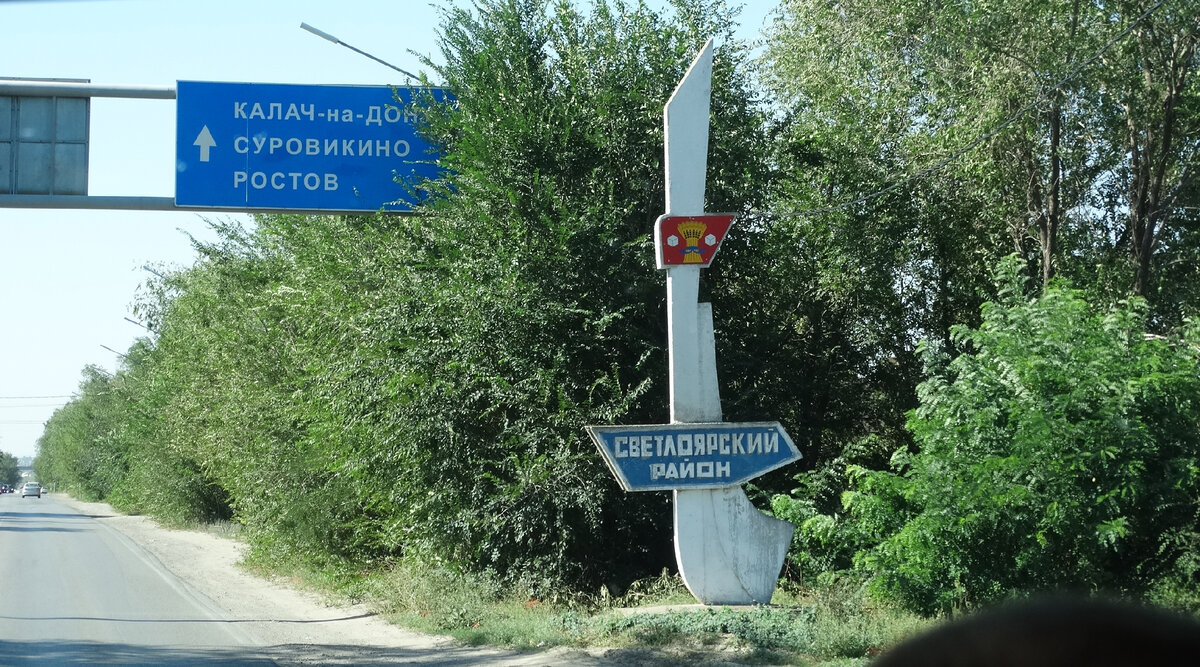 КАЛАЧ-на-ДОН
СУРОВИКИНО
РОСТОВ
СВЕТЛОЯРСКИЙ
РАЙОН